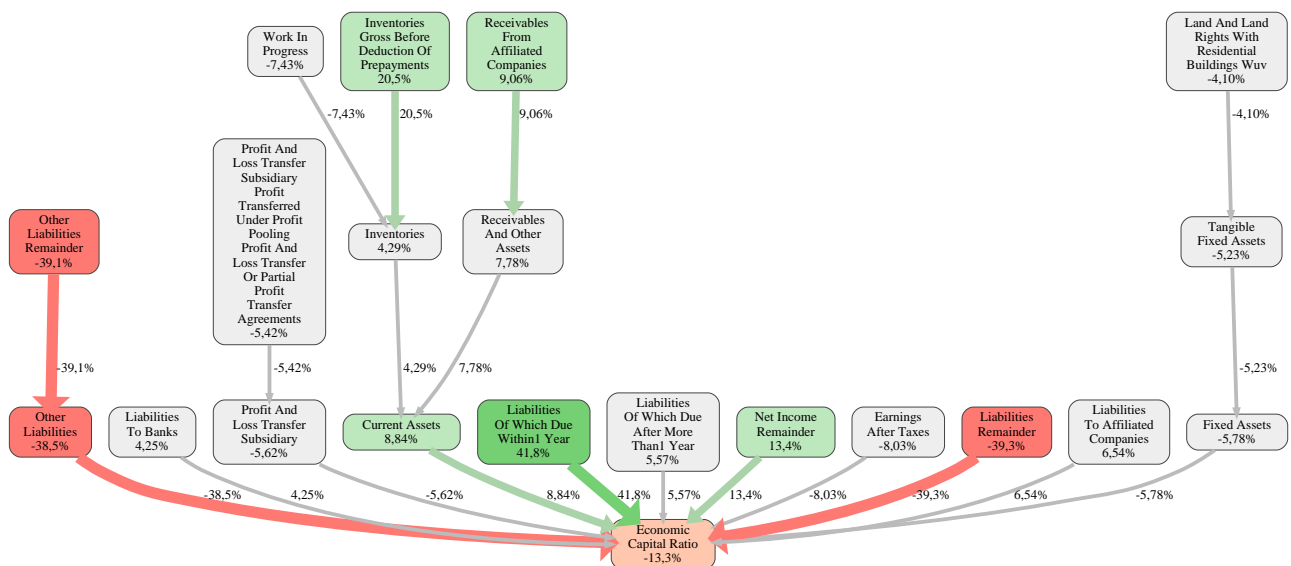 Work In
Progress
-7,43%
Inventories
Gross Before
Deduction Of
Prepayments
20,5%
Receivables
From
Affiliated
Companies
9,06%
Land And Land
Rights With
Residential
Buildings Wuv
-4,10%
-7,43%
20,5%
9,06%
-4,10%
Other
Liabilities
Remainder
-39,1%
Profit And
Loss Transfer
Subsidiary
Profit
Transferred
Under Profit
Pooling
Profit And
Loss Transfer
Or Partial
Profit
Transfer
Agreements
-5,42%
Inventories
4,29%
Receivables
And Other
Assets
7,78%
Tangible
Fixed Assets
-5,23%
-39,1%
-5,42%
4,29%
7,78%
-5,23%
Other
Liabilities
-38,5%
Liabilities
To Banks
4,25%
Profit And
Loss Transfer
Subsidiary
-5,62%
Current Assets
8,84%
Liabilities
Of Which Due
Within1 Year
41,8%
Liabilities
Of Which Due
After More
Than1 Year
5,57%
Net Income
Remainder
13,4%
Earnings
After Taxes
-8,03%
Liabilities
Remainder
-39,3%
Liabilities
To Affiliated
Companies
6,54%
Fixed Assets
-5,78%
-38,5%
4,25%
-5,62%
8,84%
41,8%
5,57%
13,4%
-8,03%
-39,3%
6,54%
-5,78%
Economic
Capital Ratio
-13,3%